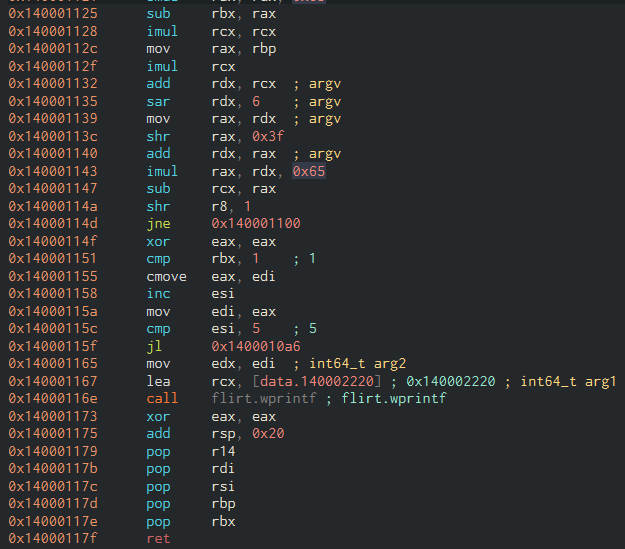 0x140001125 sub rbx, rax
0x140001128 imul rcx, rcx
0x14000112c mov rax, rbp
0x14000112f imul rcx
0x140001132 add rdx, rcx ; argv
0x140001135 sar rdx, 6 ; argv
0x140001139 mov rax, rdx ; argv
0x14000113c shr rax, 0x3f
0x140001140 add rdx, rax ; argv
0x140001143 imul rax, rdx, 0x65
0x140001147 sub rcx, rax
0x14000114a shr r8, 1
0x14000114d jne 0x140001100
0x14000114f xor eax, eax
0x140001151 cmp rbx, 1 ; 1
0x140001155 cmove eax, edi
0x140001158 inc esi
0x14000115a mov edi, eax
0x14000115c cmp esi, 5 ; 5
0x14000115f jl 0x1400010a6
0x140001165 mov edx, edi ; int64_t arg2
0x140001167 lea rcx, [data.140002220] ; 0x140002220 ; int64_t arg1
0x14000116e call flirt.wprintf ; flirt.wprintf
0x140001173 xor eax, eax
0x140001175 add rsp, 0x20
0x140001179 pop r14
0x14000117b pop rdi
0x14000117c pop rsi
0x14000117d pop rbp
0x14000117e pop rbx
0x14000117f ret